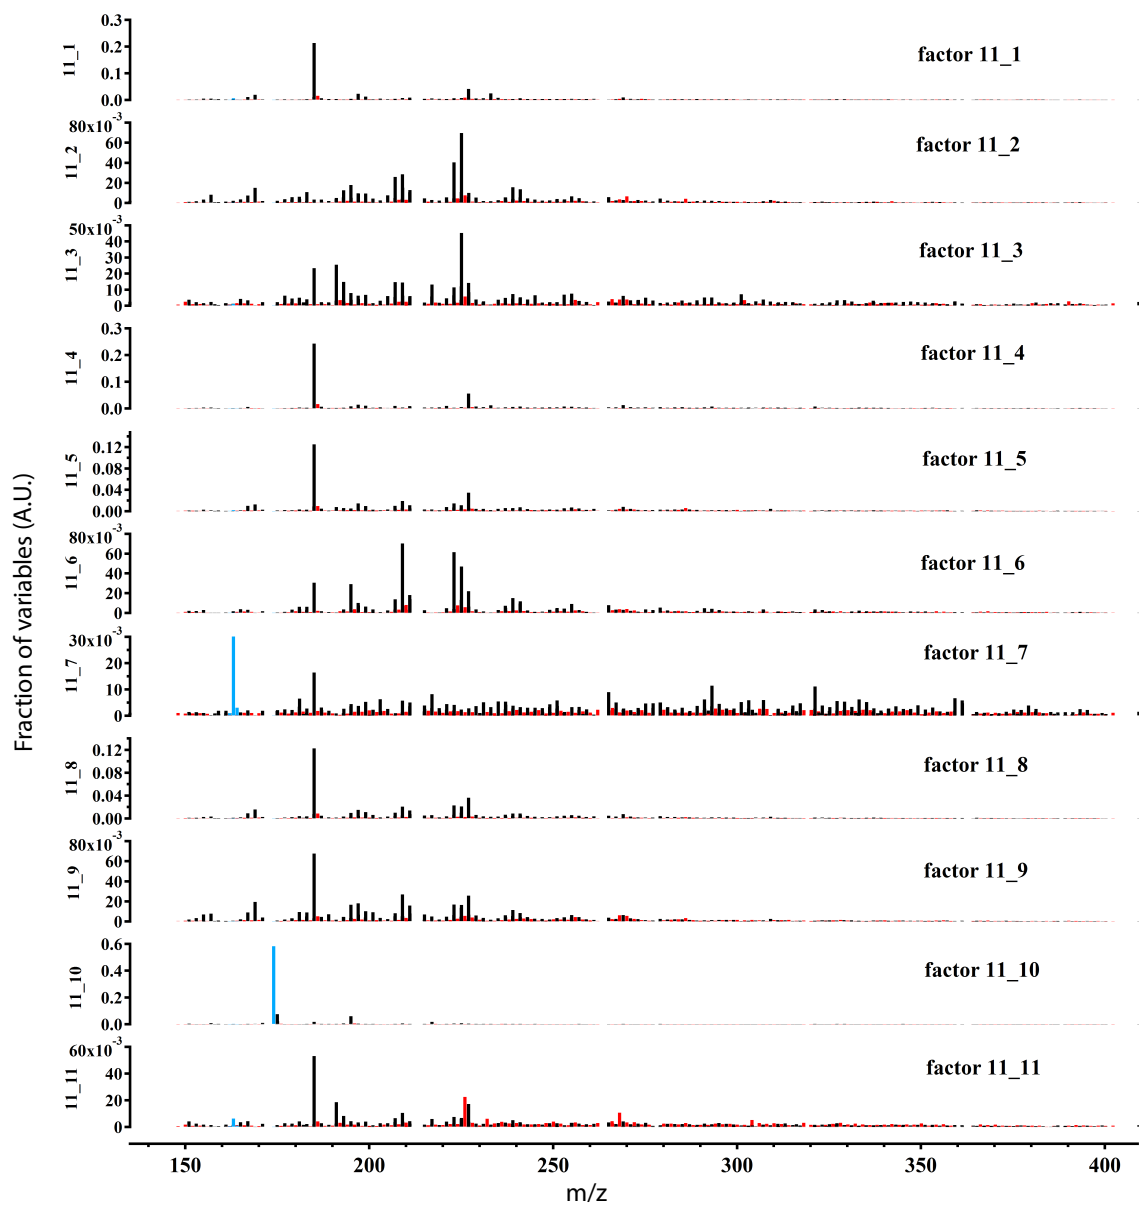 0.3
0.2
0.1
0.0
11_1
factor 11_1
80x10-3
60
40
20
0
11_2
factor 11_2
50x10-3
40
30
20
10
0
11_3
factor 11_3
0.3
0.2
0.1
0.0
11_4
factor 11_4
0.12
0.08
0.04
0.00
11_5
factor 11_5
80x10-3
60
40
20
0
11_6
factor 11_6
30x10-3
20
10
0
11_7
factor 11_7
0.12
0.08
0.04
0.00
11_8
factor 11_8
80x10-3
60
40
20
0
11_9
factor 11_9
0.6
0.4
0.2
0.0
11_10
factor 11_10
60x10-3
40
20
0
11_11
factor 11_11
Fraction of variables (A.U.)
150 200 250 300 350 400
m/z